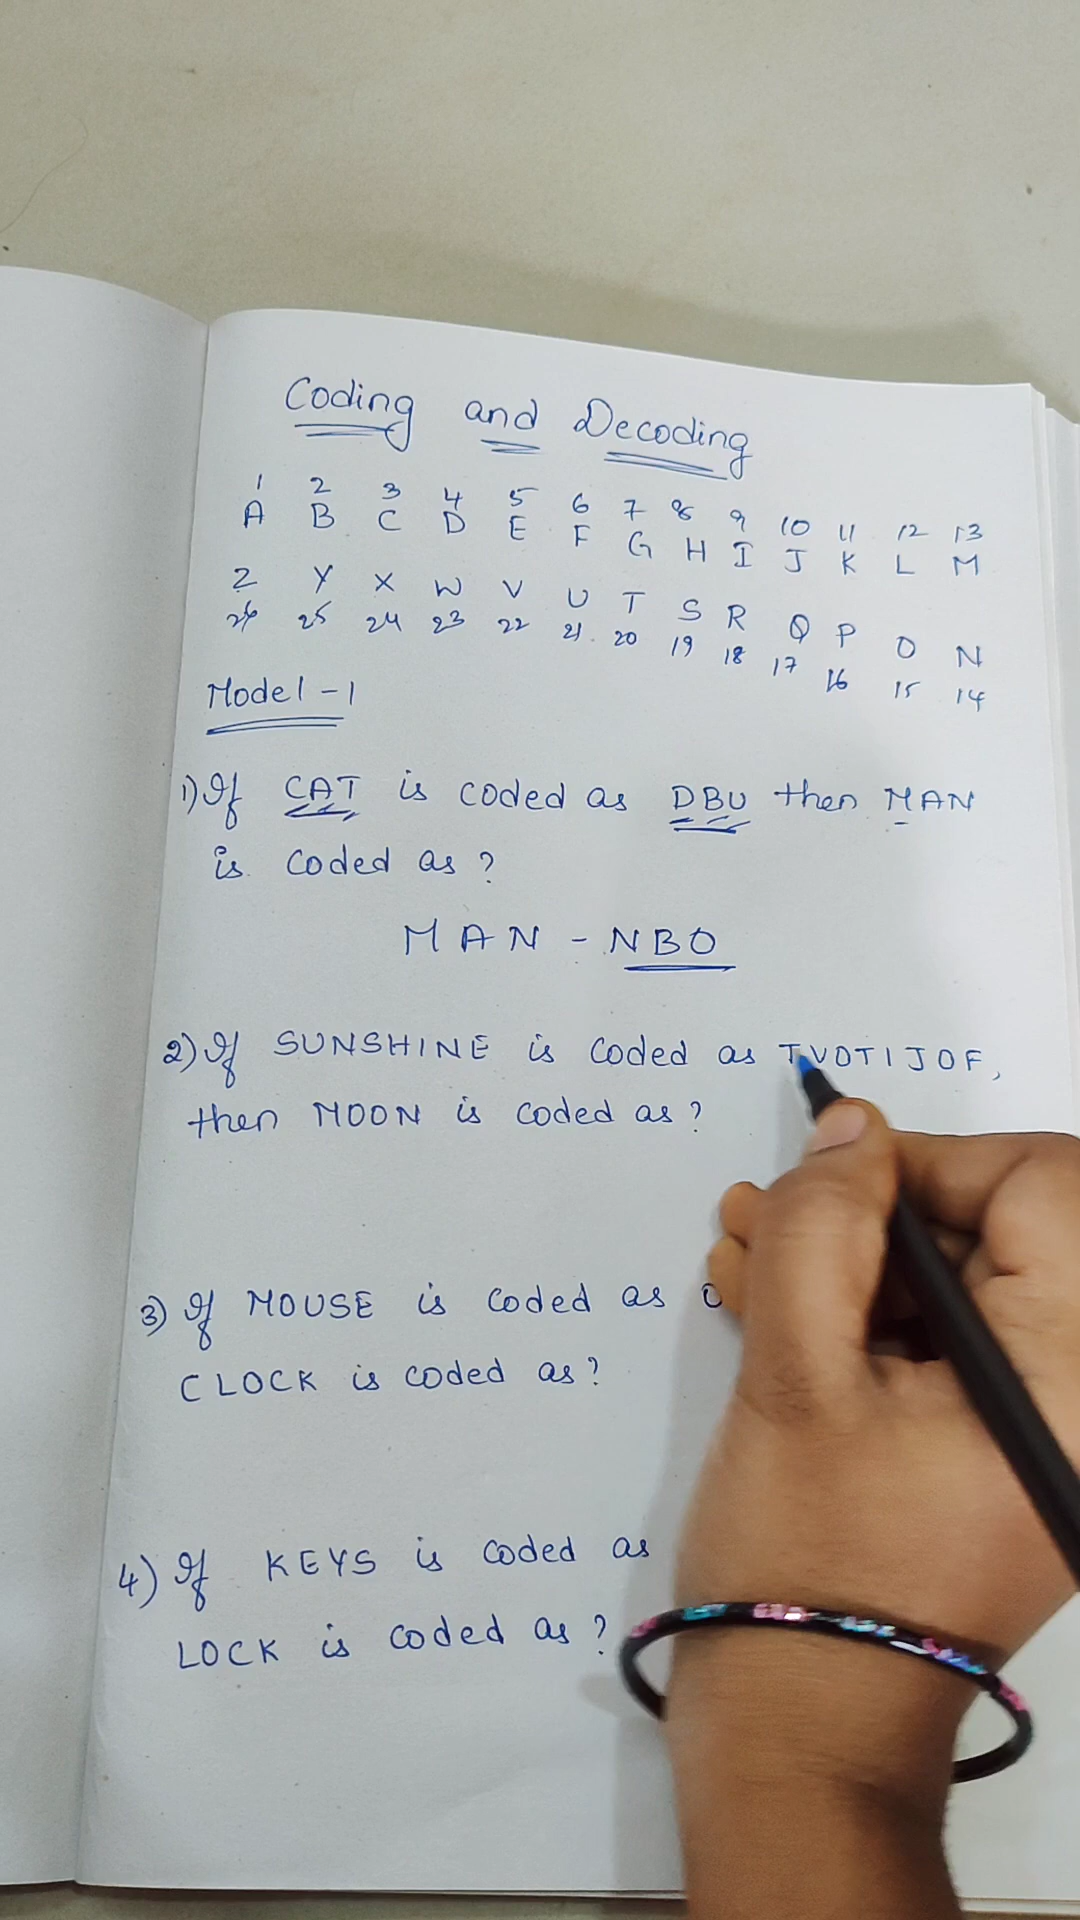 Coding and Decoding
1 2 3 4 5 6 7 8 9 10 11 12 13
A B C D E F G H I J K L M
Z Y X W V U T S R Q P O N
26 25 24 23 22 21 20 19 18 17 16 15 14
Model-1
1) If CAT is coded as DBU then MAN
is coded as?
MAN - NBO
2) If SUNSHINE is coded as TVOTIJOF,
then MOON is coded as?
3) If MOUSE is coded as
CLOCK is coded as?
4) If KEYS is coded as
LOCK is coded as?